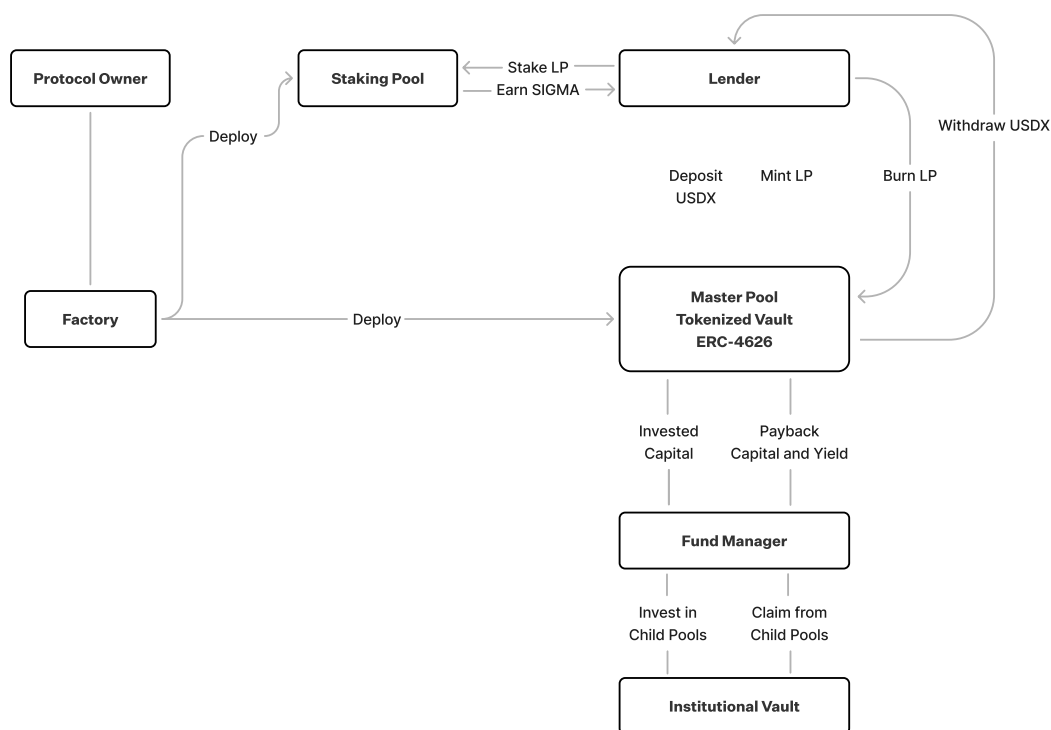 Protocol Owner
Staking Pool
Stake LP
Earn SIGMA
Lender
Deploy
Withdraw USDX
Deposit
USDX
Mint LP
Burn LP
Factory
Deploy
Master Pool
Tokenized Vault
ERC-4626
Invested
Capital
Payback
Capital and Yield
Fund Manager
Invest in
Child Pools
Claim from
Child Pools
Institutional Vault